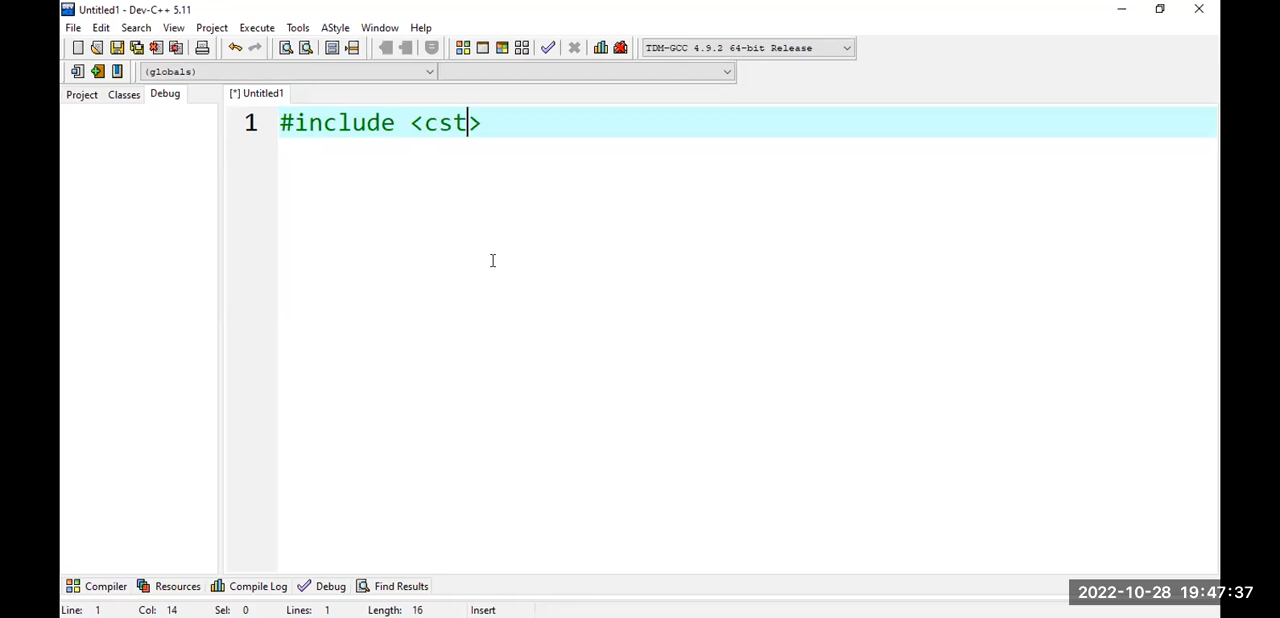 Untitled1 - Dev-C++ 5.11
File Edit Search View Project Execute Tools AStyle Window Help
TDM-GCC 4.9.2 64-bit Release
(globals)
Project Classes Debug [*] Untitled1
1 #include <cst>
Compiler Resources Compile Log Debug Find Results
2022-10-28 19:47:37
Line: 1 Col: 14 Sel: 0 Lines: 1 Length: 16 Insert